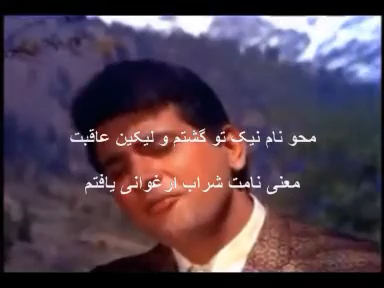 محو نام نیک تو گشتم و لیکین عاقبت
معنی نامت شراب ارغوانی یافتم